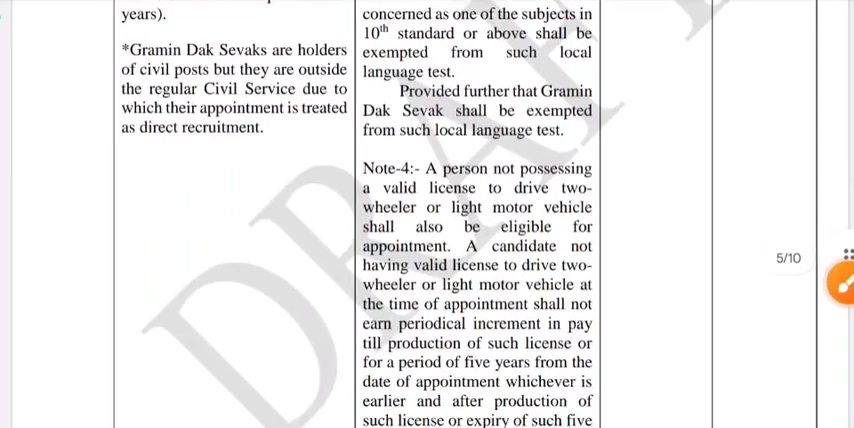 years).
*Gramin Dak Sevaks are holders
of civil posts but they are outside
the regular Civil Service due to
which their appointment is treated
as direct recruitment.
concerned as one of the subjects in
10th standard or above shall be
exempted from such local
language test.
Provided further that Gramin
Dak Sevak shall be exempted
from such local language test.
Note-4:- A person not possessing
a valid license to drive two-
wheeler or light motor vehicle
shall also be eligible for
appointment. A candidate not
having valid license to drive two-
wheeler or light motor vehicle at
the time of appointment shall not
earn periodical increment in pay
till production of such license or
for a period of five years from the
date of appointment whichever is
earlier and after production of
such license or expiry of such five
5/10
DRAFT